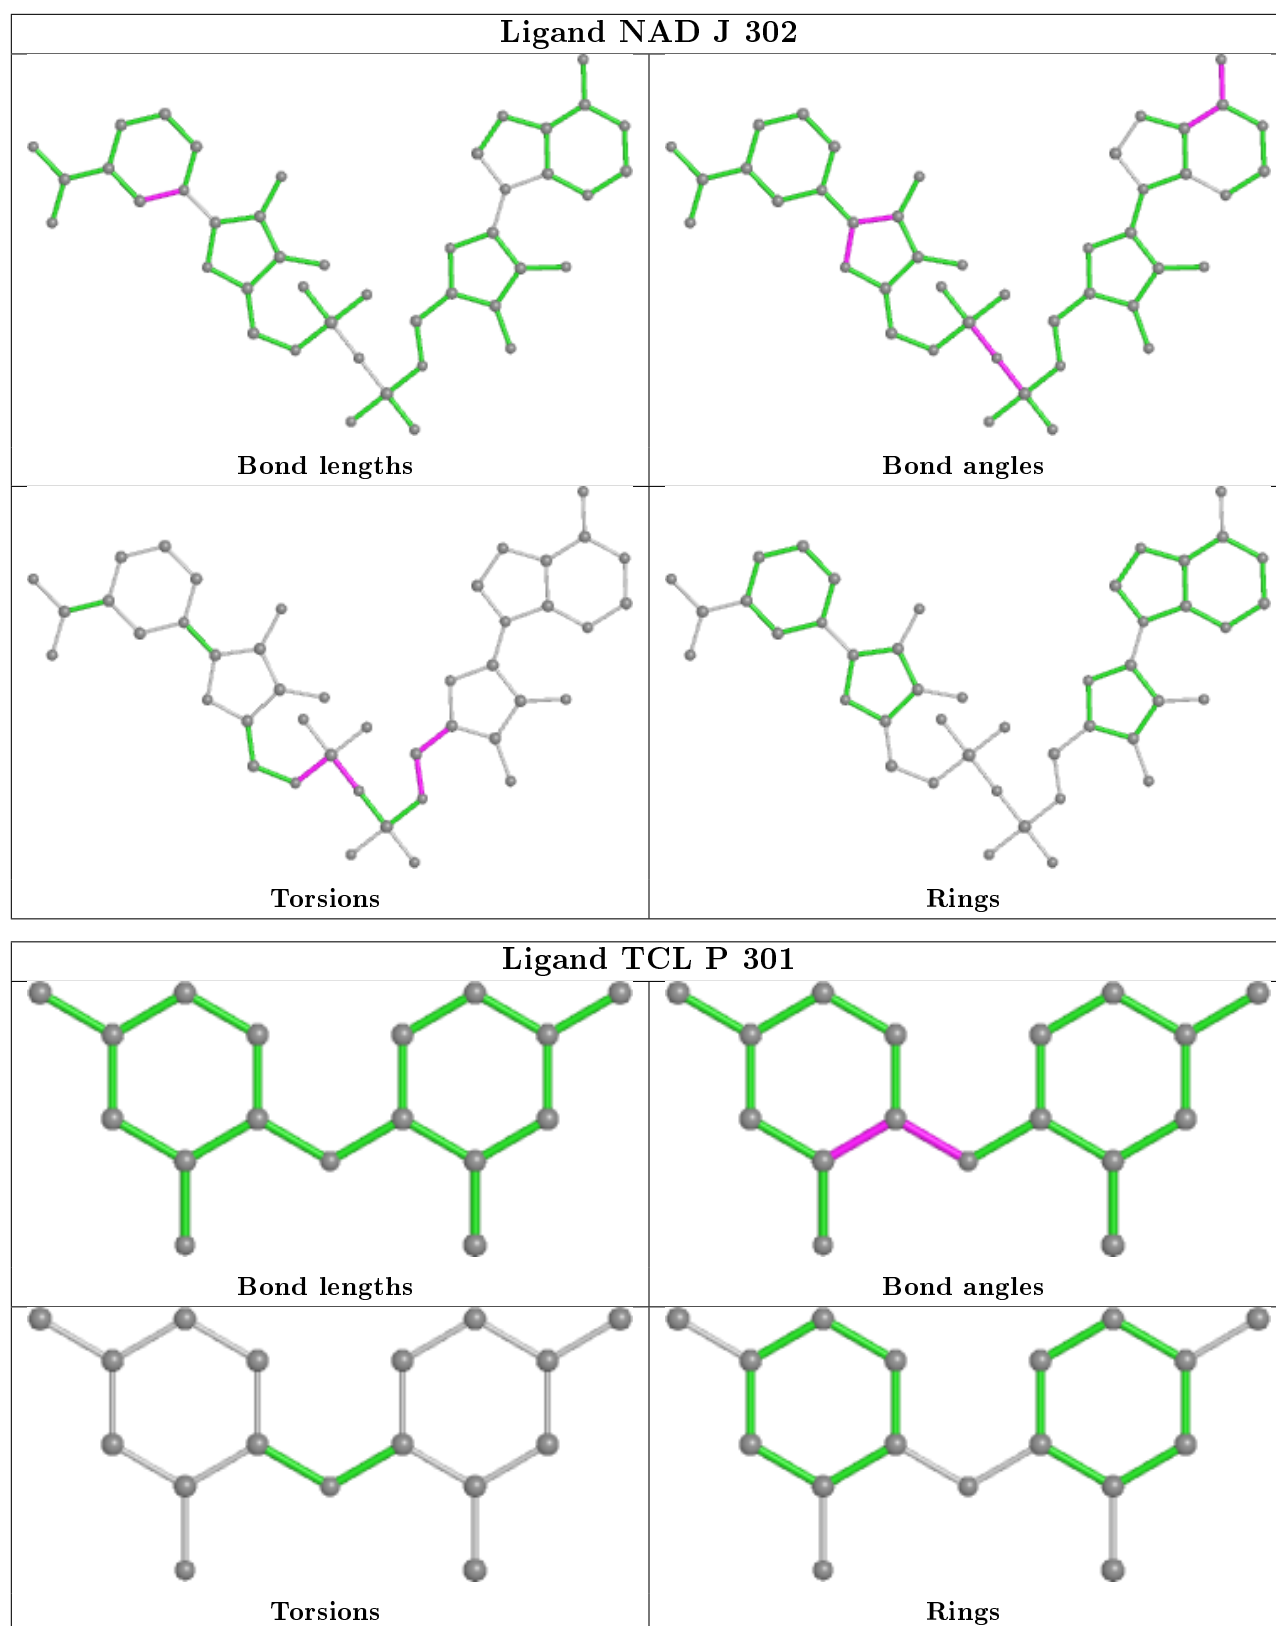 Ligand NAD J 302
Bond lengths
Bond angles
Torsions
Rings
Ligand TCL P 301
Bond lengths
Bond angles
Torsions
Rings